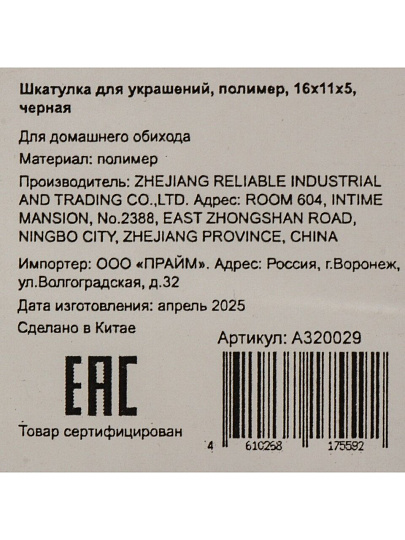 Шкатулка для украшений, полимер, 16х11х5,
черная
Для домашнего обихода
Материал: полимер
Производитель: ZHEJIANG RELIABLE INDUSTRIAL
AND TRADING CO.,LTD. Адрес: ROOM 604, INTIME
MANSION, No.2388, EAST ZHONGSHAN ROAD,
NINGBO CITY, ZHEJIANG PROVINCE, CHINA
Импортер: ООО «ПРАЙМ». Адрес: Россия, г.Воронеж,
ул.Волгоградская, д.32
Дата изготовления: апрель 2025
Сделано в Китае
Артикул: А320029
ЕАС
Товар сертифицирован
4 610268 175592